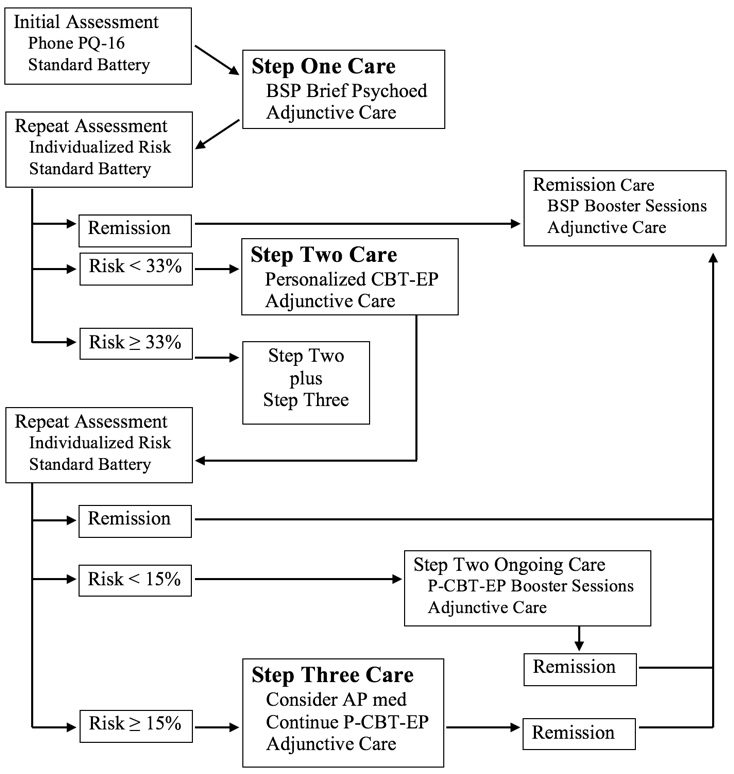 Initial Assessment
Phone PQ-16
Standard Battery
Step One Care
BSP Brief Psychoed
Adjunctive Care
Repeat Assessment
Individualized Risk
Standard Battery
Remission Care
BSP Booster Sessions
Adjunctive Care
Remission
Risk < 33%
Step Two Care
Personalized CBT-EP
Adjunctive Care
Risk ≥ 33%
Step Two
plus
Step Three
Repeat Assessment
Individualized Risk
Standard Battery
Remission
Risk < 15%
Step Two Ongoing Care
P-CBT-EP Booster Sessions
Adjunctive Care
Remission
Risk ≥ 15%
Step Three Care
Consider AP med
Continue P-CBT-EP
Adjunctive Care
Remission